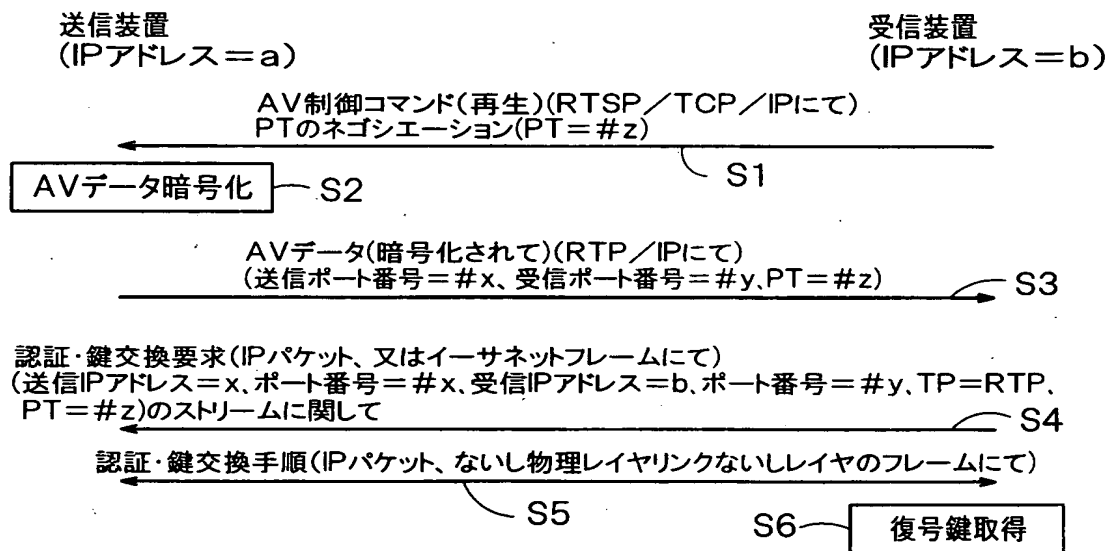 送信装置
(IPアドレス=a)
受信装置
(IPアドレス=b)
AV制御コマンド(再生)(RTSP/TCP/IPにて)
PTのネゴシエーション(PT=#z)
S1
AVデータ暗号化
S2
AVデータ(暗号化されて)(RTP/IPにて)
(送信ポート番号=#x、受信ポート番号=#y、PT=#z)
S3
認証・鍵交換要求(IPパケット、又はイーサネットフレームにて)
(送信IPアドレス=x、ポート番号=#x、受信IPアドレス=b、ポート番号=#y、TP=RTP、
PT=#z)のストリームに関して
S4
認証・鍵交換手順(IPパケット、ないし物理レイヤリンクないしレイヤのフレームにて)
S5
S6
復号鍵取得